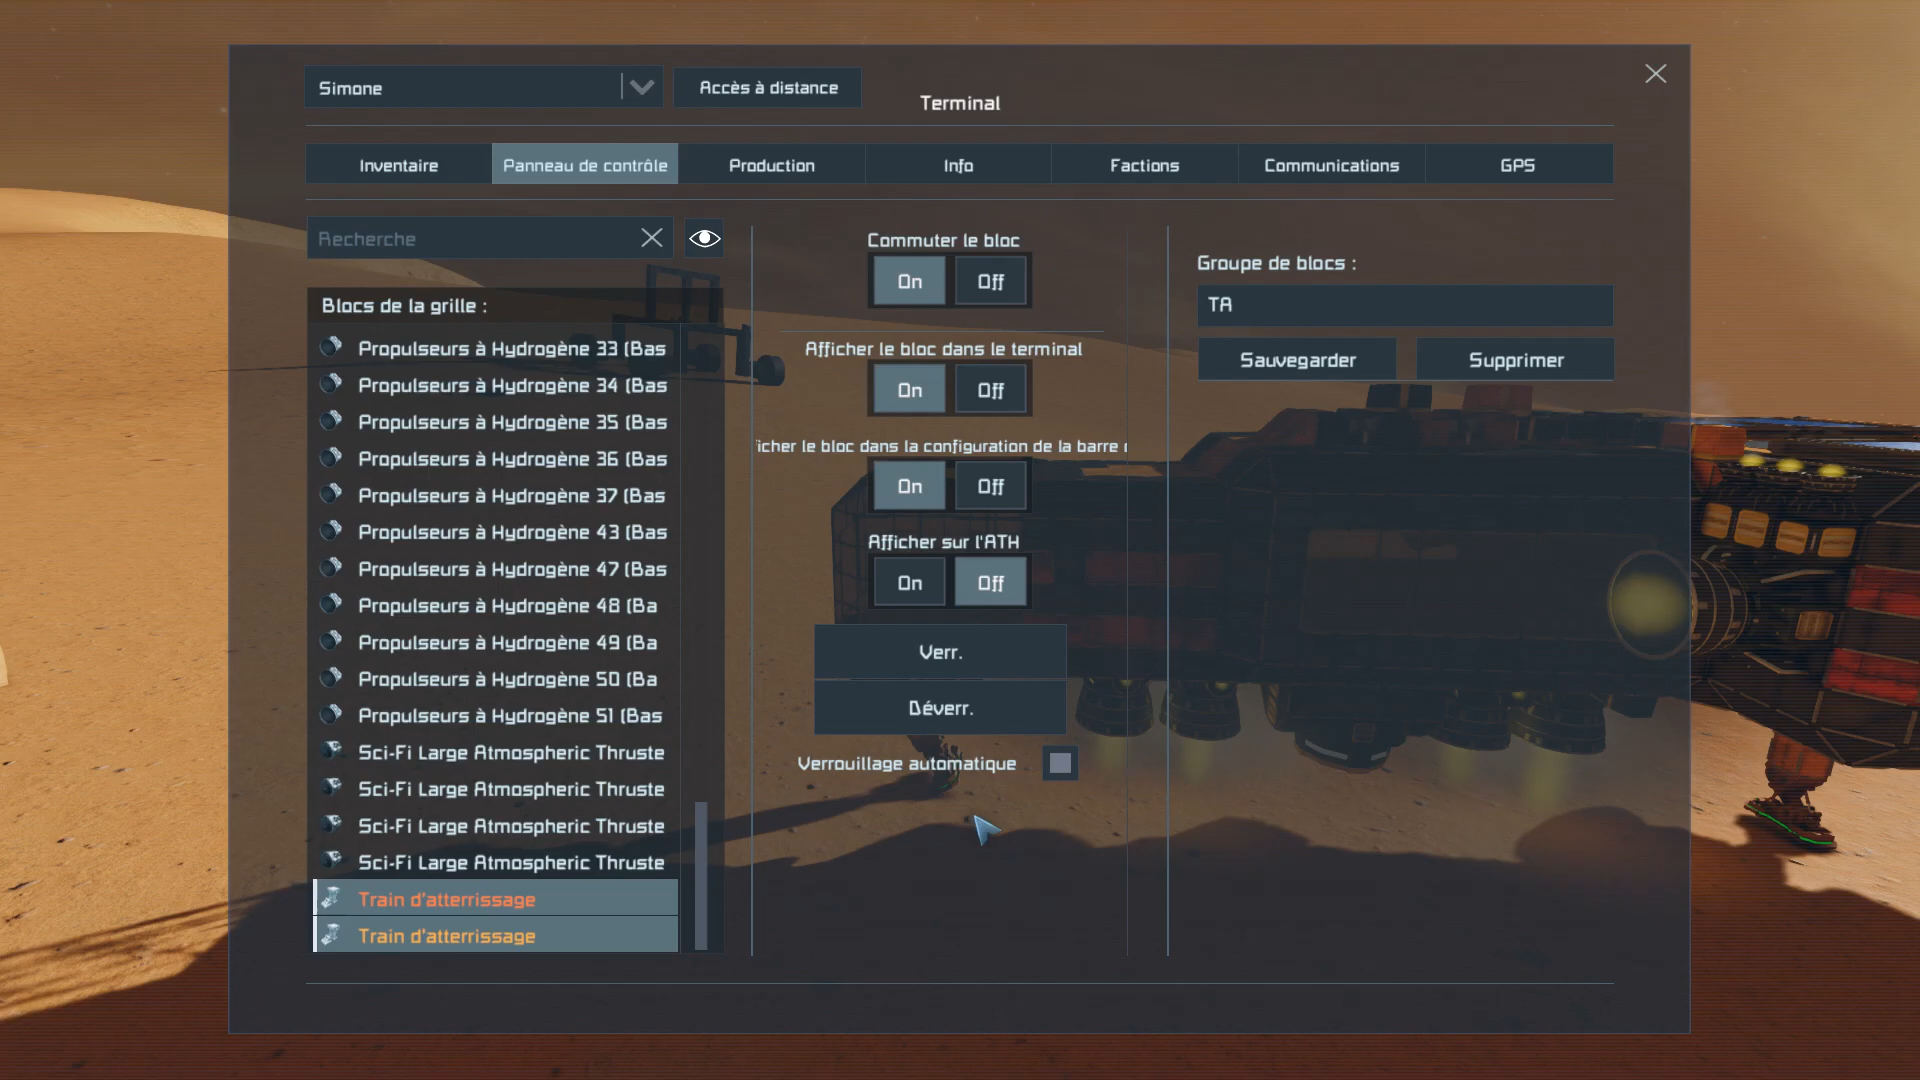 Simone
Accès à distance
Terminal
Inventaire
Panneau de contrôle
Production
Info
Factions
Communications
GPS
Recherche
Blocs de la grille :
Propulseurs à Hydrogène 33 (Bas
Propulseurs à Hydrogène 34 (Bas
Propulseurs à Hydrogène 35 (Bas
Propulseurs à Hydrogène 36 (Bas
Propulseurs à Hydrogène 37 (Bas
Propulseurs à Hydrogène 43 (Bas
Propulseurs à Hydrogène 47 (Bas
Propulseurs à Hydrogène 48 (Ba
Propulseurs à Hydrogène 49 (Ba
Propulseurs à Hydrogène 50 (Ba
Propulseurs à Hydrogène 51 (Bas
Sci-Fi Large Atmospheric Thruste
Sci-Fi Large Atmospheric Thruste
Sci-Fi Large Atmospheric Thruste
Sci-Fi Large Atmospheric Thruste
Train d'atterrissage
Train d'atterrissage
Commuter le bloc
On Off
Afficher le bloc dans le terminal
On Off
icher le bloc dans la configuration de la barre
On Off
Afficher sur l'ATH
On Off
Verr.
Déverr.
Verrouillage automatique
Groupe de blocs :
TA
Sauvegarder
Supprimer